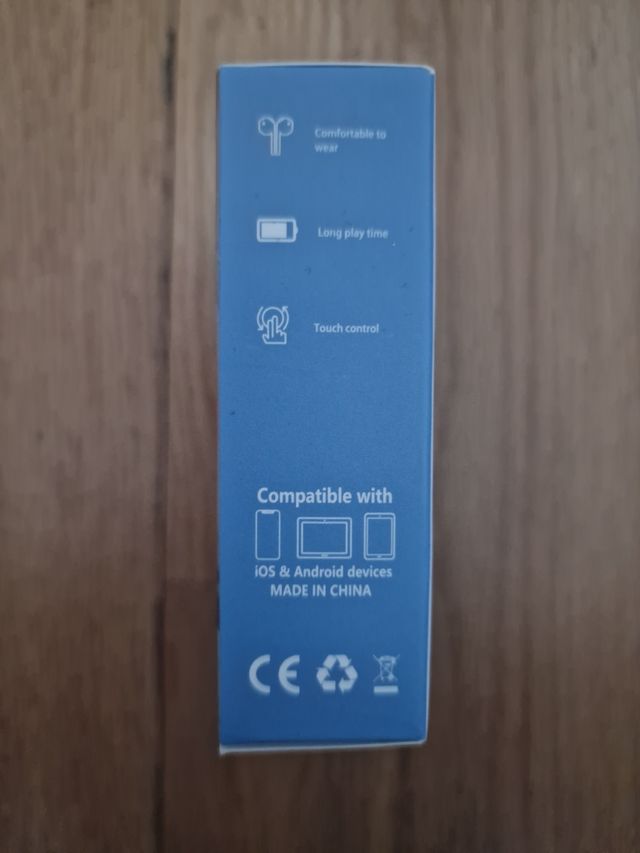 Comfortable to
wear
Long play time
Touch control
Compatible with
iOS & Android devices
MADE IN CHINA
CE